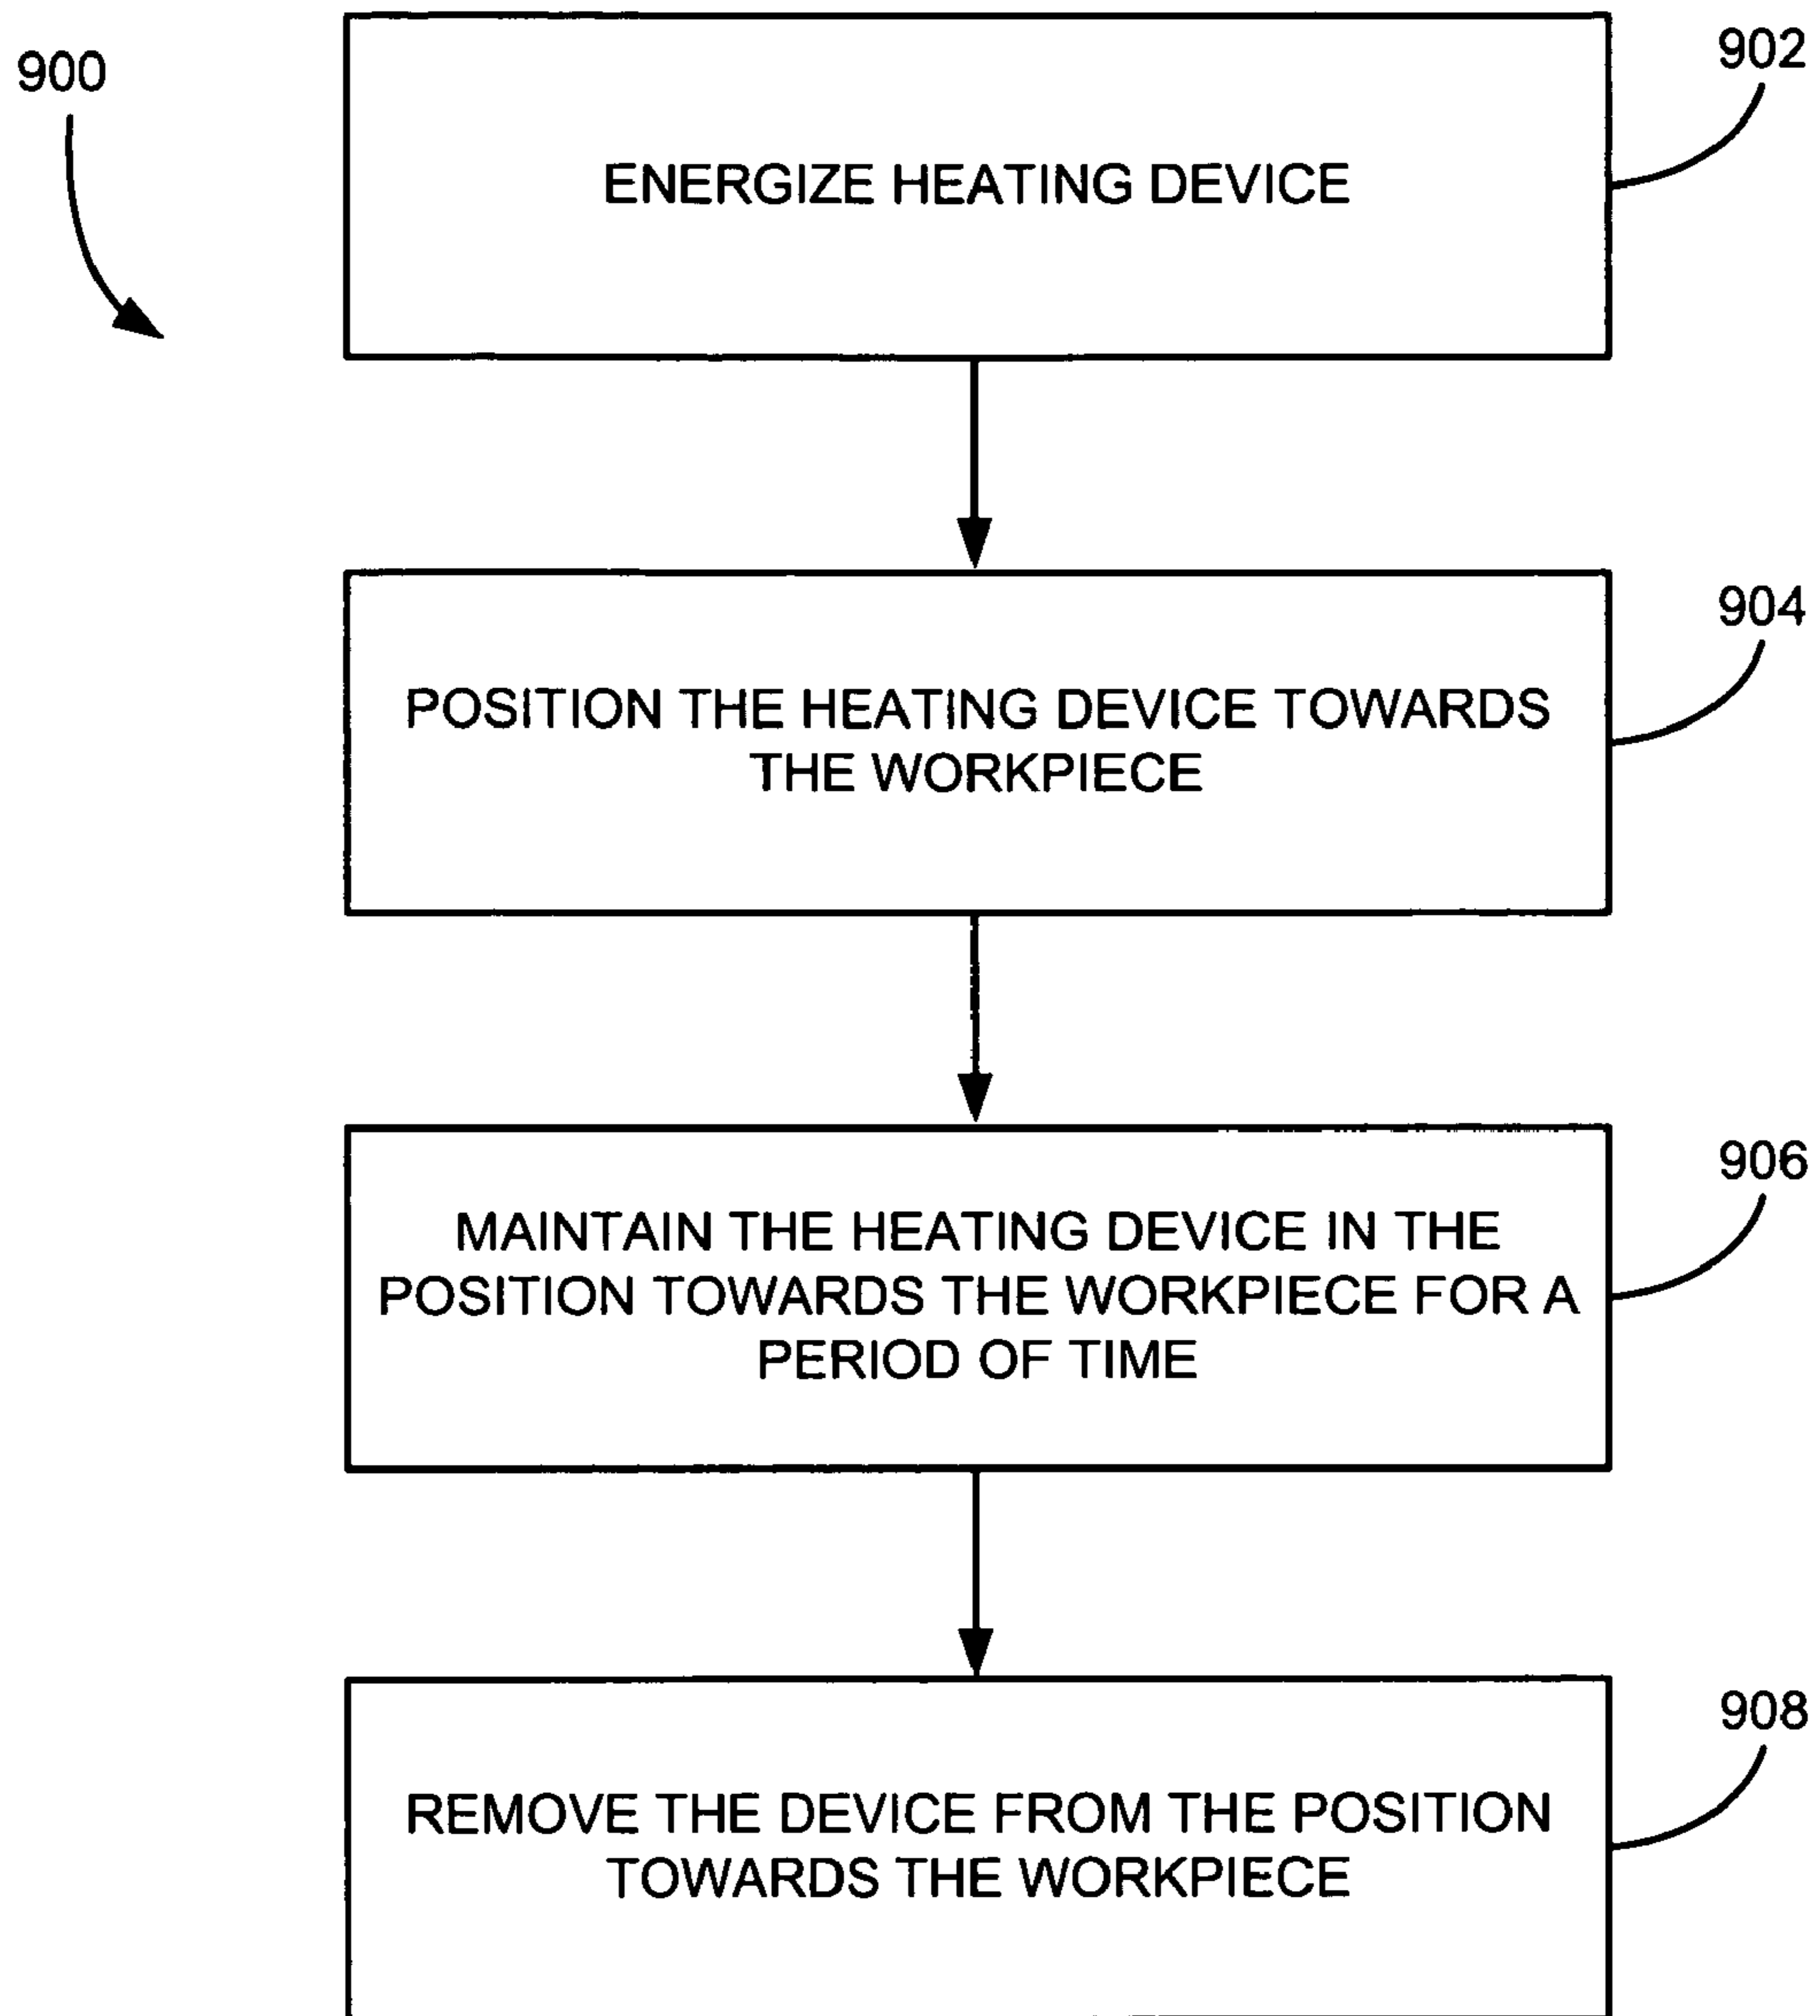 900
902
ENERGIZE HEATING DEVICE
904
POSITION THE HEATING DEVICE TOWARDS
THE WORKPIECE
906
MAINTAIN THE HEATING DEVICE IN THE
POSITION TOWARDS THE WORKPIECE FOR A
PERIOD OF TIME
908
REMOVE THE DEVICE FROM THE POSITION
TOWARDS THE WORKPIECE